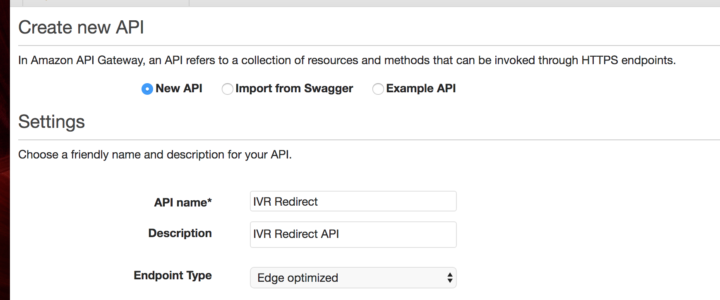 Create new API
In Amazon API Gateway, an API refers to a collection of resources and methods that can be invoked through HTTPS endpoints.
New API Import from Swagger Example API
Settings
Choose a friendly name and description for your API.
API name* IVR Redirect
Description IVR Redirect API
Endpoint Type Edge optimized